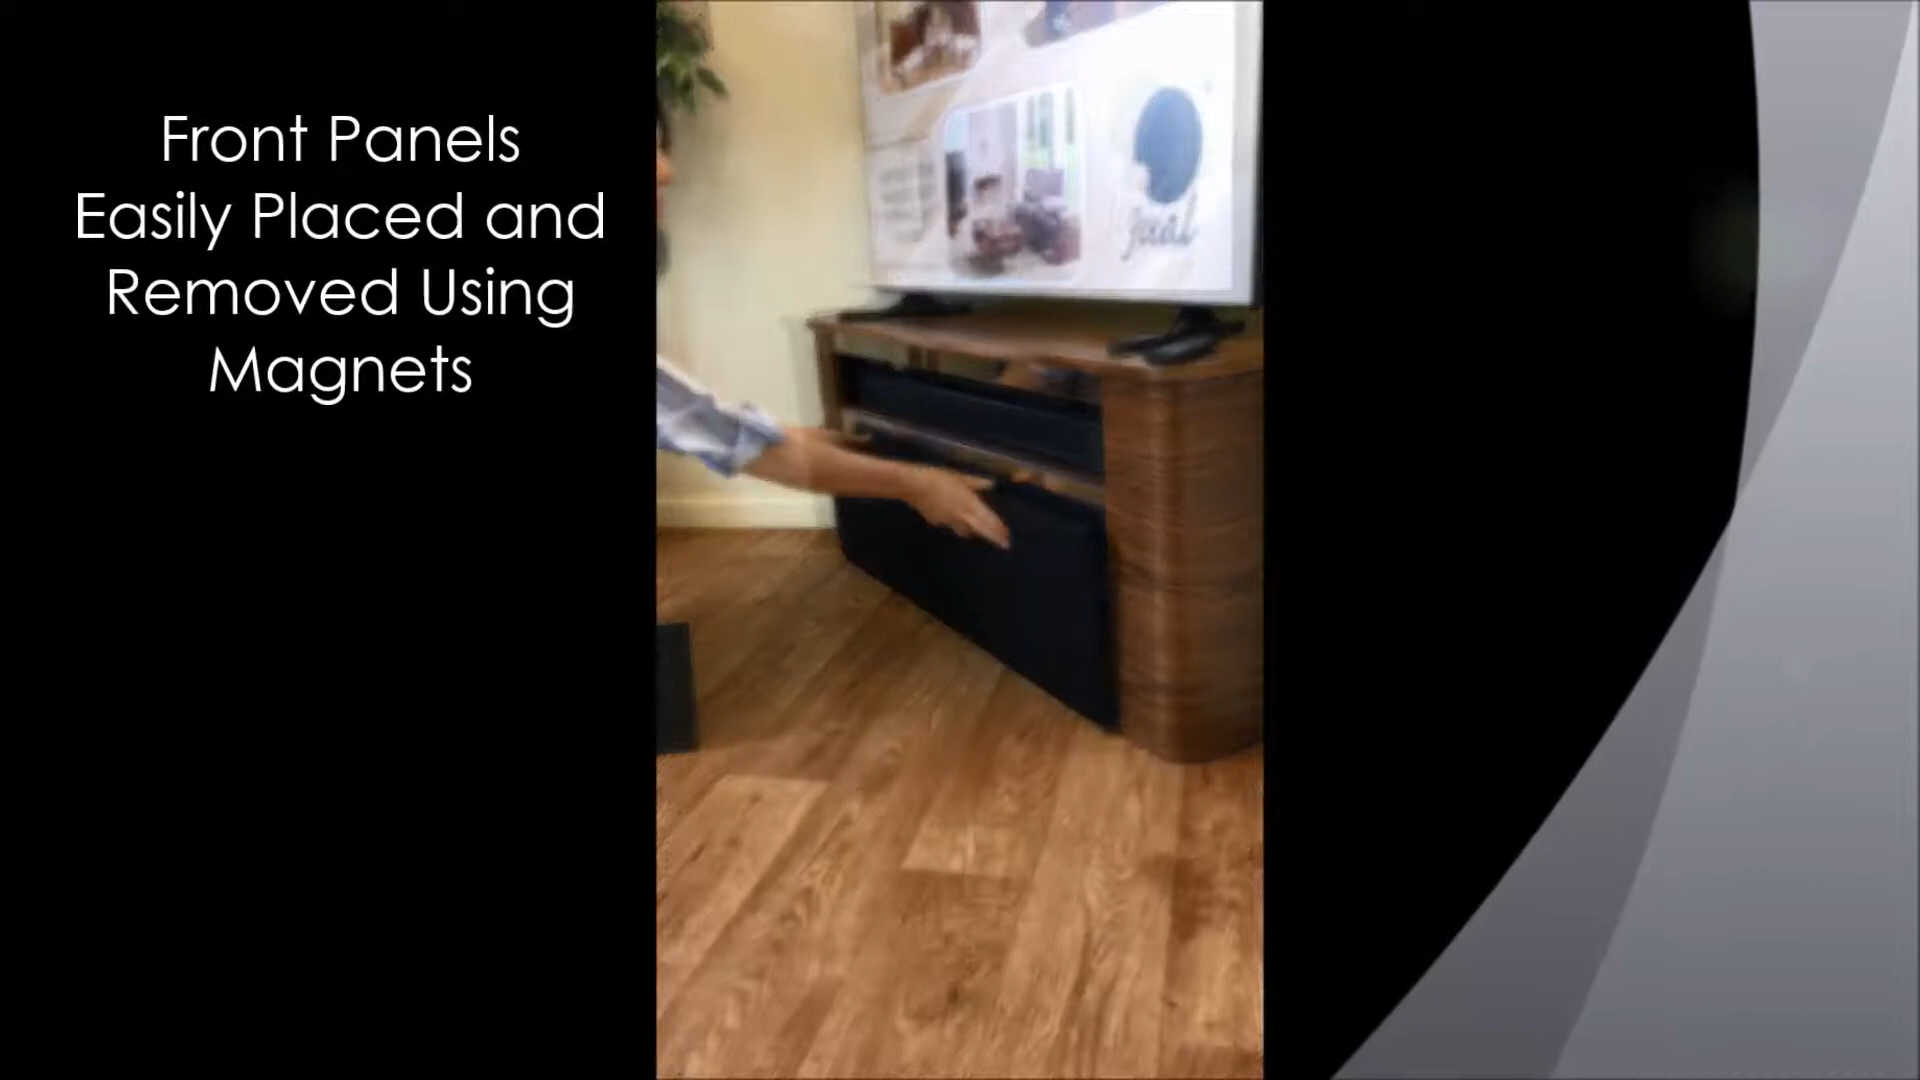 Front Panels
Easily Placed and
Removed Using
Magnets